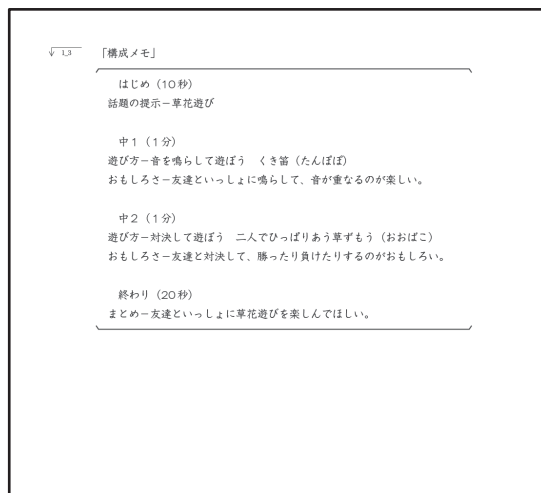 1_3
「構成メモ」
はじめ（10秒）
話題の提示－草花遊び
中１（１分）
遊び方－音を鳴らして遊ぼう　くき笛（たんぽぽ）
おもしろさ－友達といっしょに鳴らして、音が重なるのが楽しい。
中２（１分）
遊び方－対決して遊ぼう　二人でひっぱりあう草ずもう（おおばこ）
おもしろさ－友達と対決して、勝ったり負けたりするのがおもしろい。
終わり（20秒）
まとめ－友達といっしょに草花遊びを楽しんでほしい。